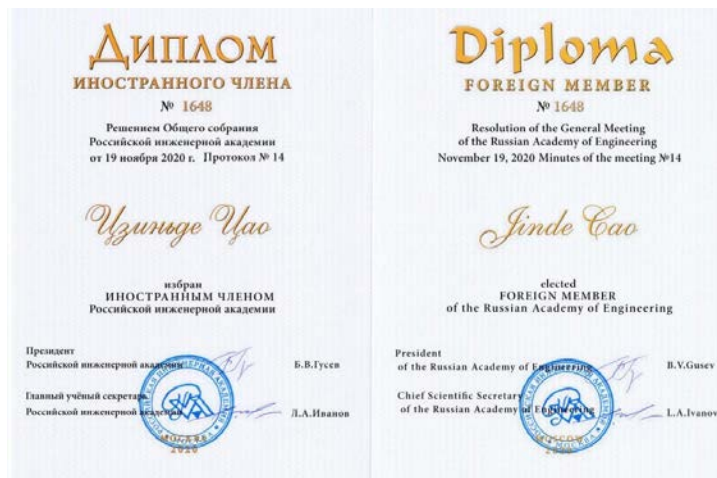 Диплом
ИНОСТРАННОГО ЧЛЕНА
№ 1648
Решением Общего собрания
Российской инженерной академии
от 19 ноября 2020 г. Протокол № 14
Цзиньде Цао
избран
ИНОСТРАННЫМ ЧЛЕНОМ
Российской инженерной академии
Президент
Российской инженерной академии Б.В.Гусев
Главный учёный секретарь
Российской инженерной академии Л.А.Иванов
МОСКВА
2020
Diploma
FOREIGN MEMBER
№ 1648
Resolution of the General Meeting
of the Russian Academy of Engineering
November 19, 2020 Minutes of the meeting №14
Jinde Cao
elected
FOREIGN MEMBER
of the Russian Academy of Engineering
President
of the Russian Academy of Engineering B.V.Gusev
Chief Scientific Secretary
of the Russian Academy of Engineering L.A.Ivanov
MOSCOW
2020